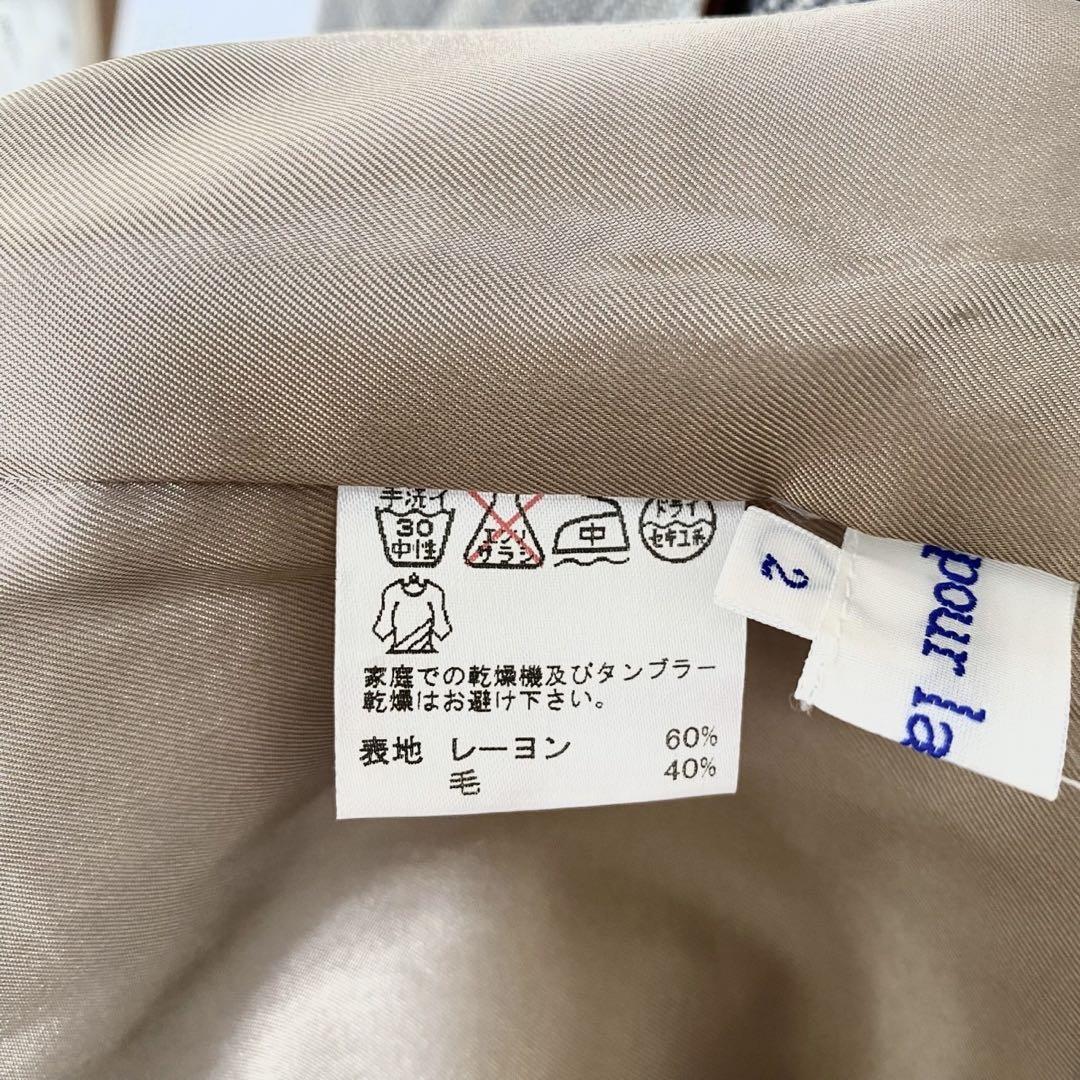 手洗イ
30
中性
エンソ
サラシ
中
ドライ
セキユ系
家庭での乾燥機及びタンブラー
乾燥はお避け下さい。
表地 レーヨン 60%
毛 40%
2
pour la